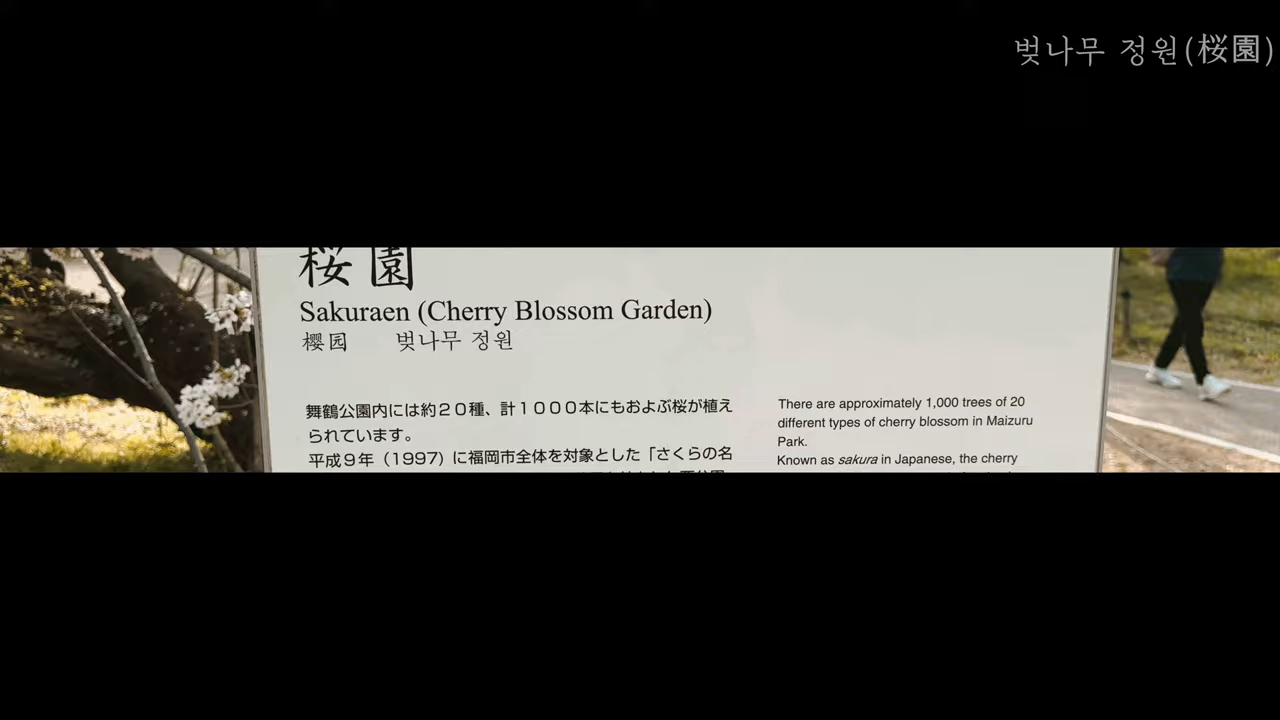 벚나무 정원(桜園)
桜園
Sakuraen (Cherry Blossom Garden)
樱园 벚나무 정원
舞鶴公園内には約２０種、計１０００本にもおよぶ桜が植え
られています。
平成９年（1997）に福岡市全体を対象とした「さくらの名
There are approximately 1,000 trees of 20
different types of cherry blossom in Maizuru
Park.
Known as sakura in Japanese, the cherry